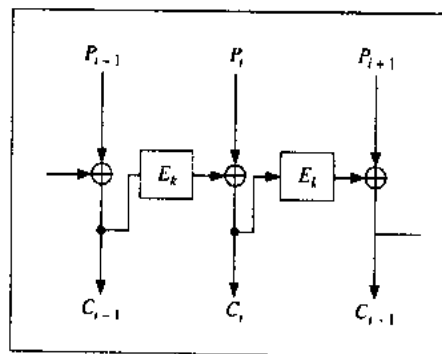 P_{i-1} P_i P_{i+1}
E_k E_k
C_{i-1} C_i C_{i+1}